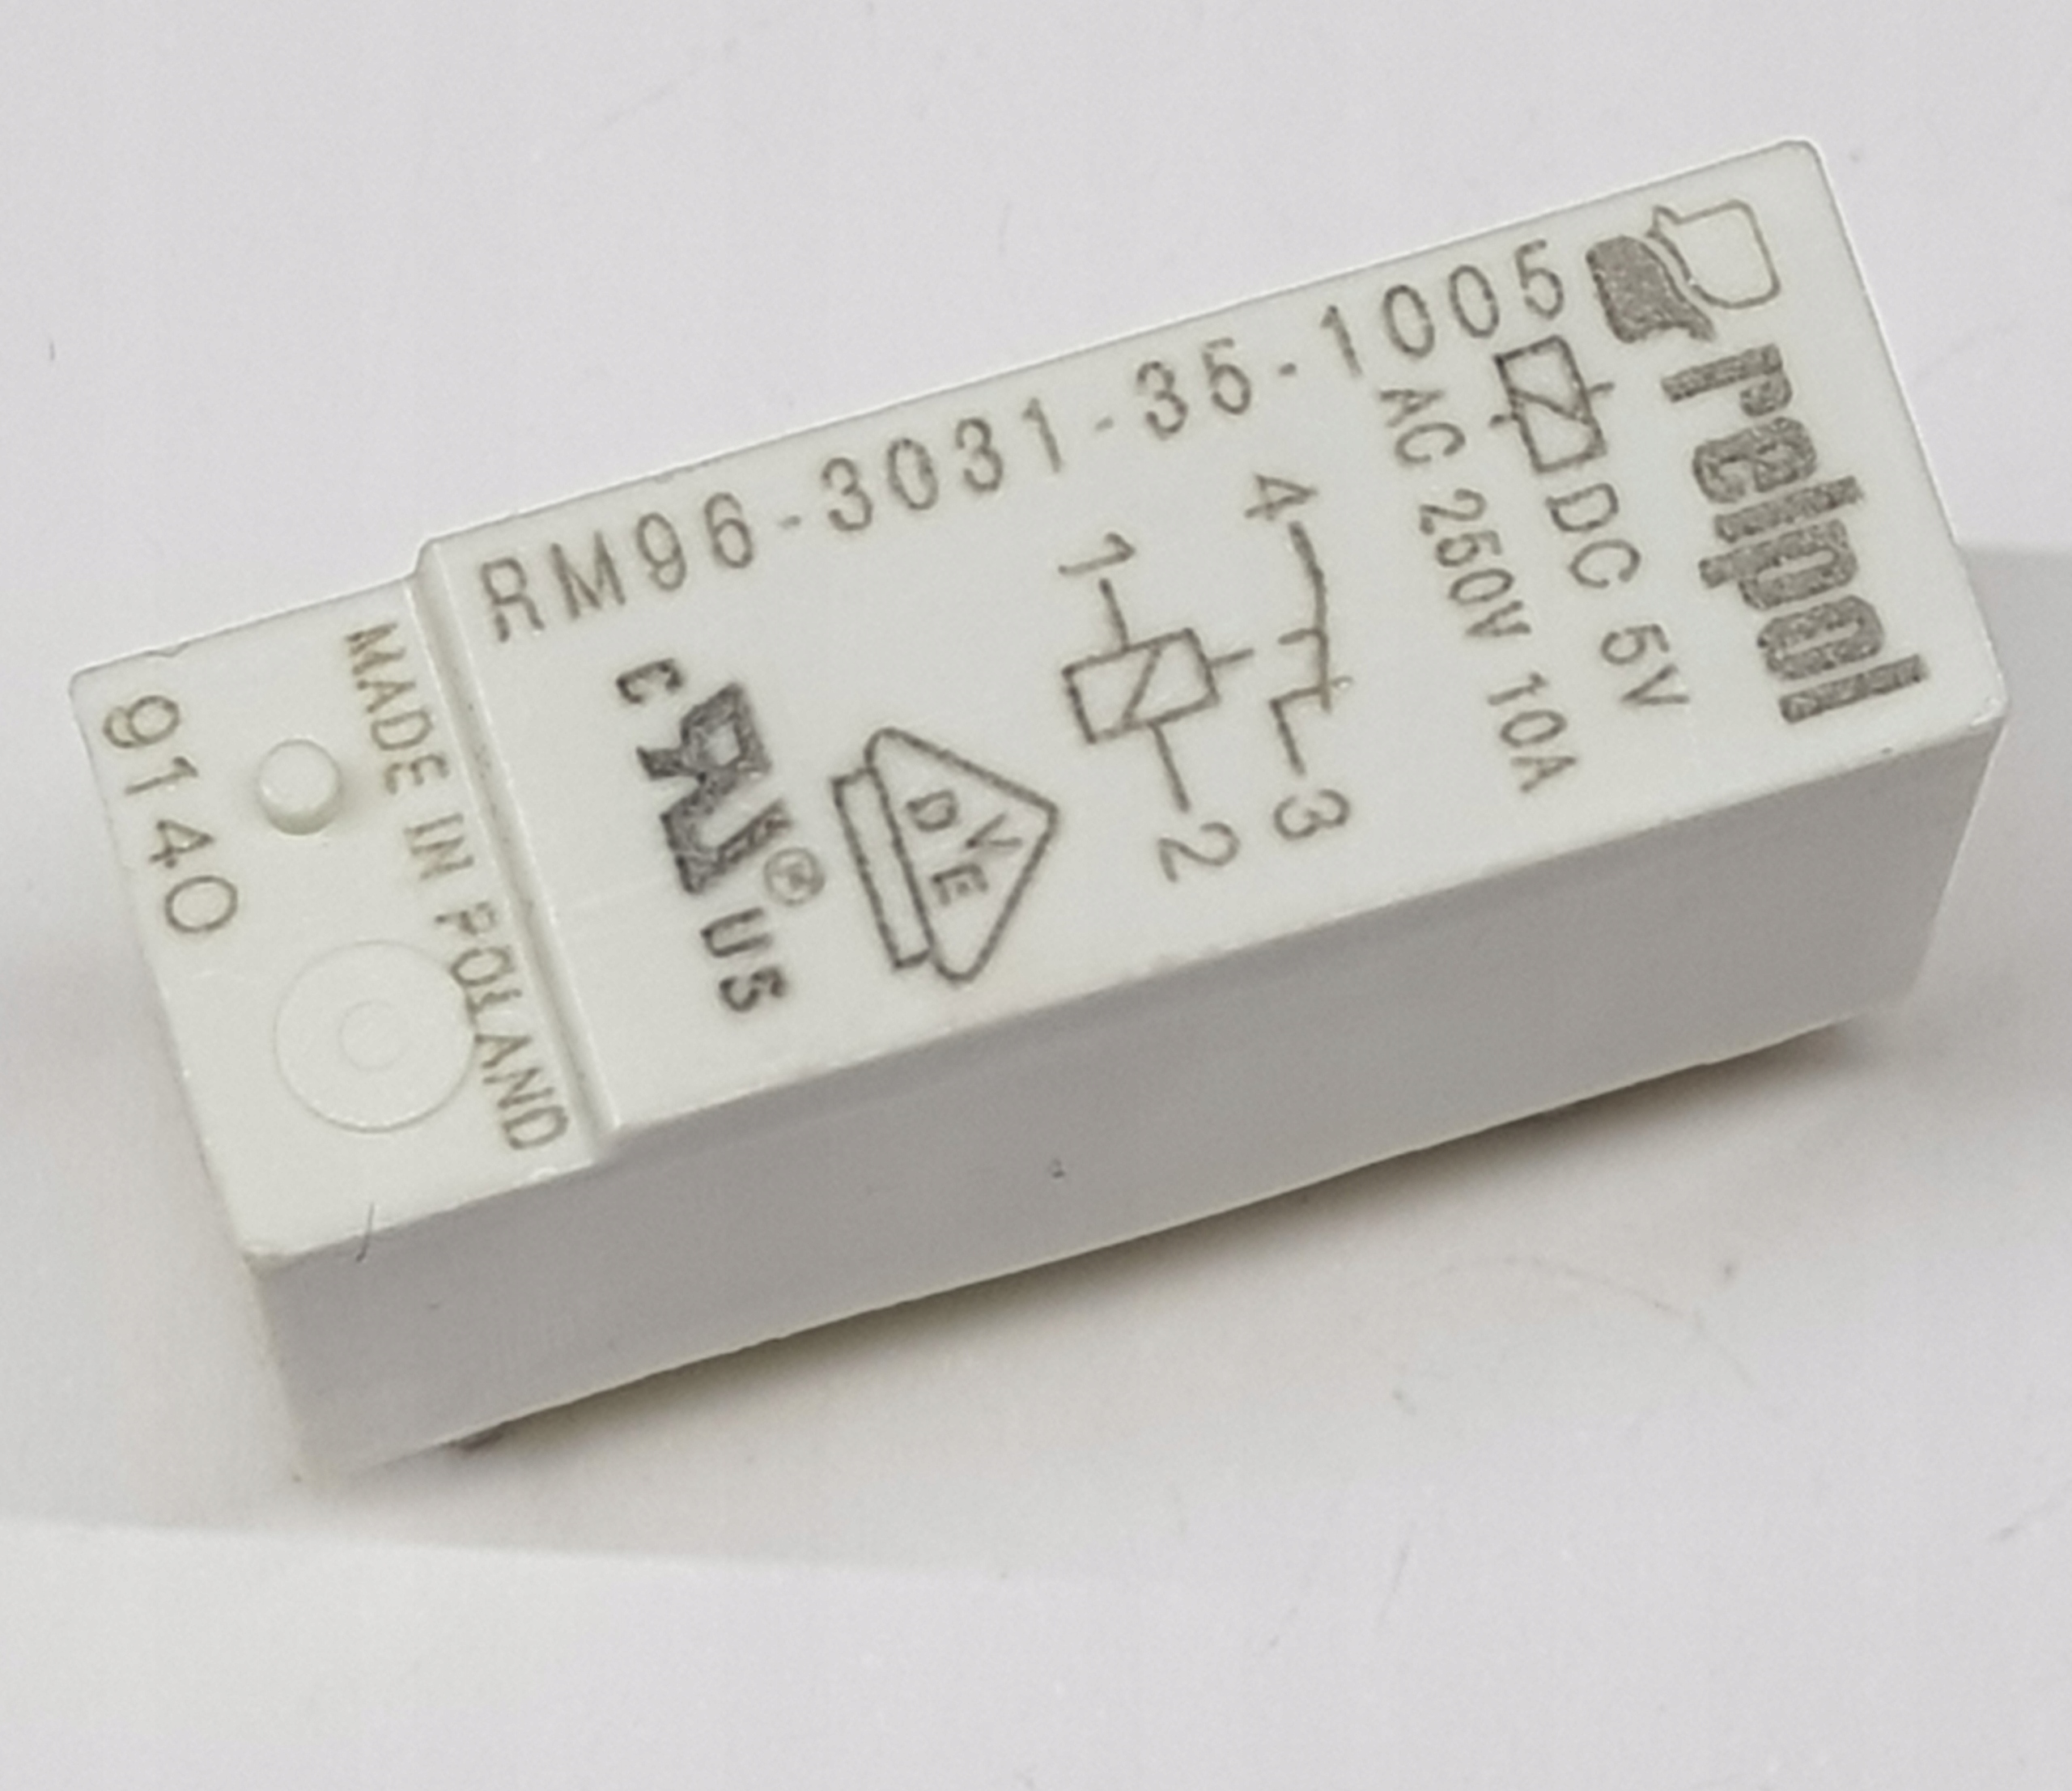 relpol
DC 5V
AC 250V 10A
RM96-3031-35-1005
4 3
1 2
VDE
c RU ® US
MADE IN POLAND
9140